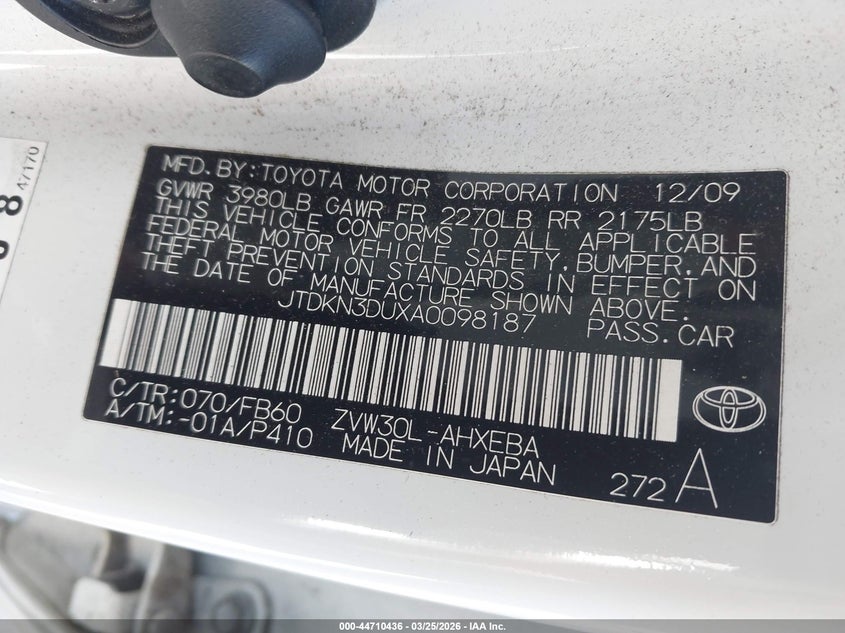 47170
8
MFD.BY:TOYOTA MOTOR CORPORATION 12/09
GVWR 3980LB GAWR FR 2270LB RR 2175LB
THIS VEHICLE CONFORMS TO ALL APPLICABLE
FEDERAL MOTOR VEHICLE SAFETY,BUMPER,AND
THEFT PREVENTION STANDARDS IN EFFECT ON
THE DATE OF MANUFACTURE SHOWN ABOVE.
JTDKN3DUXA0098187 PASS.CAR
C/TR:070/FB60 ZVW30L-AHXEBA
A/TM:-01A/P410 MADE IN JAPAN
272 A
000-44710436 - 03/25/2026 - IAA Inc.